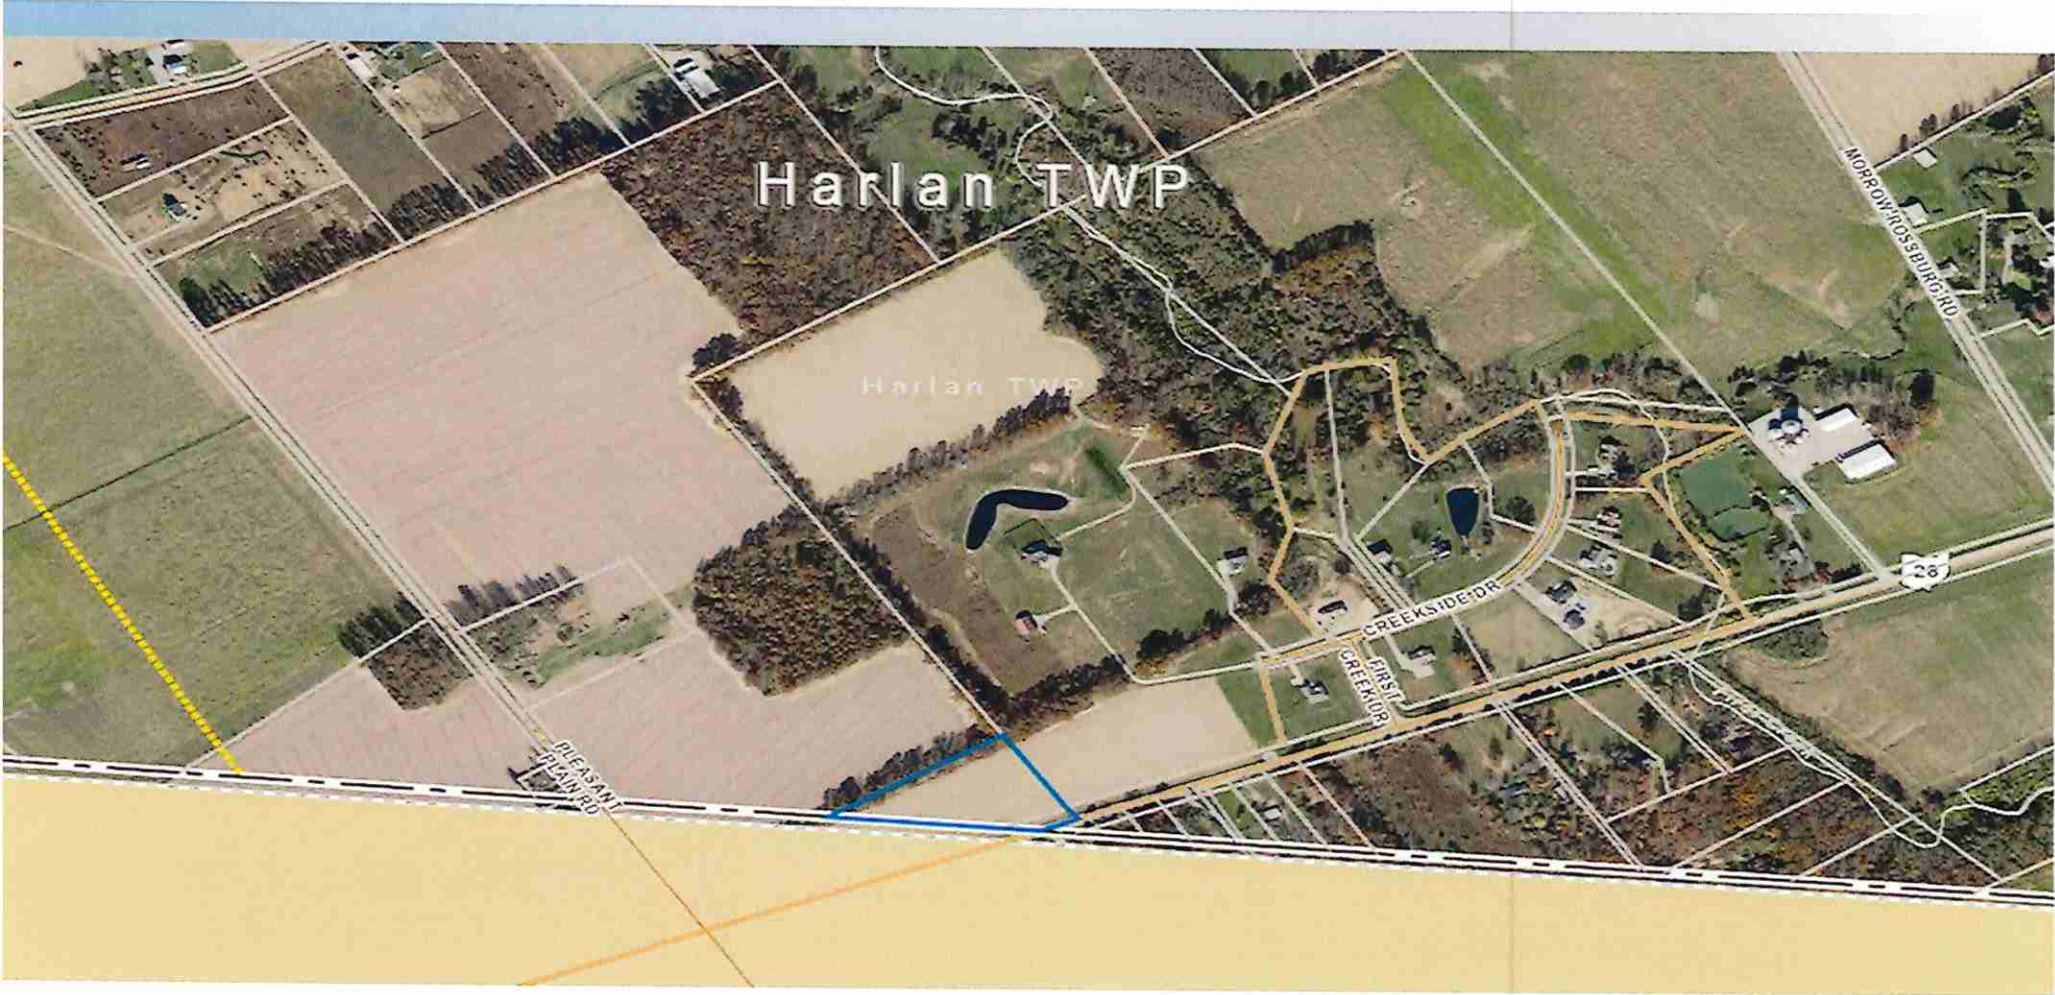 Harlan TWP
MORROW ROSSBURG RD
Harlan TWP
28
CREEKSIDE DR
FIRST
CREEK DR
PLEASANT
PLAIN RD